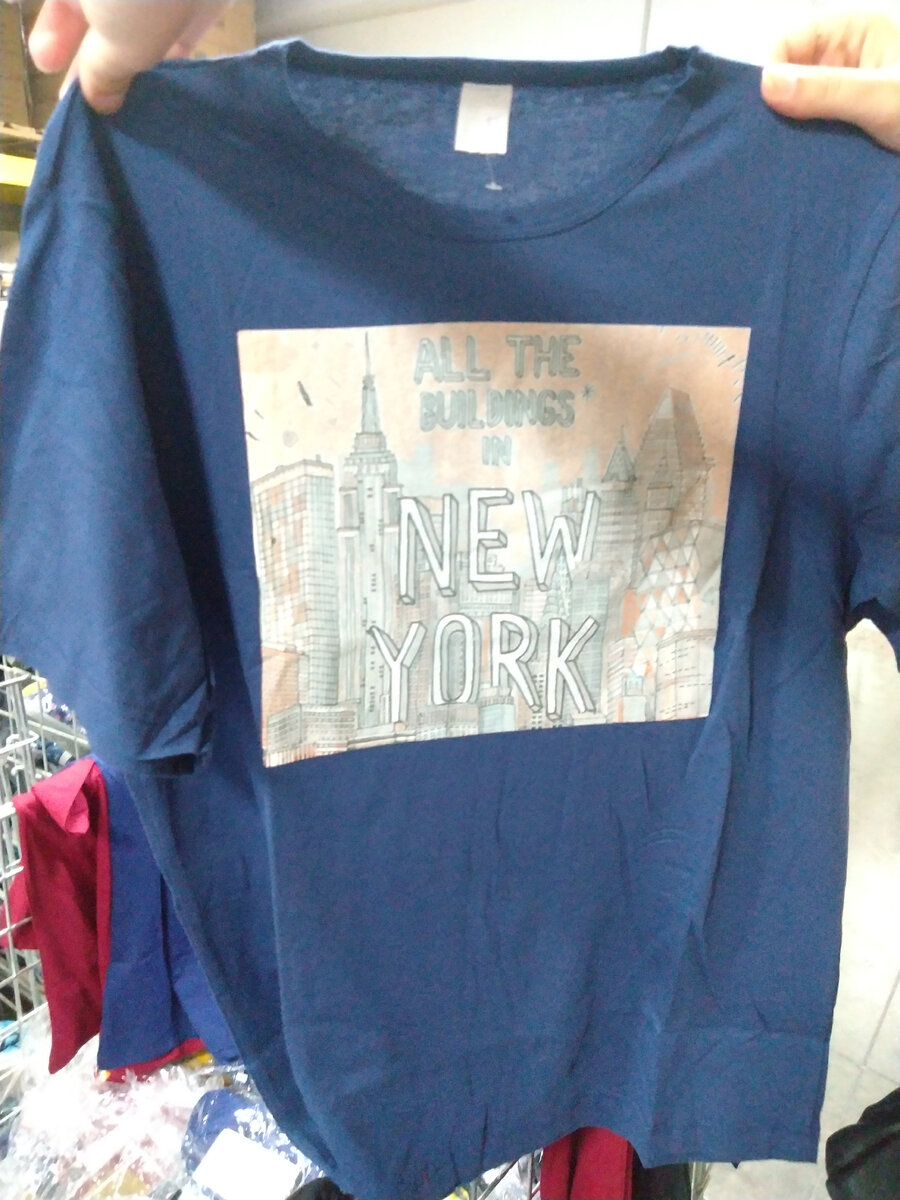 ALL THE
BUILDINGS*
IN
NEW
YORK